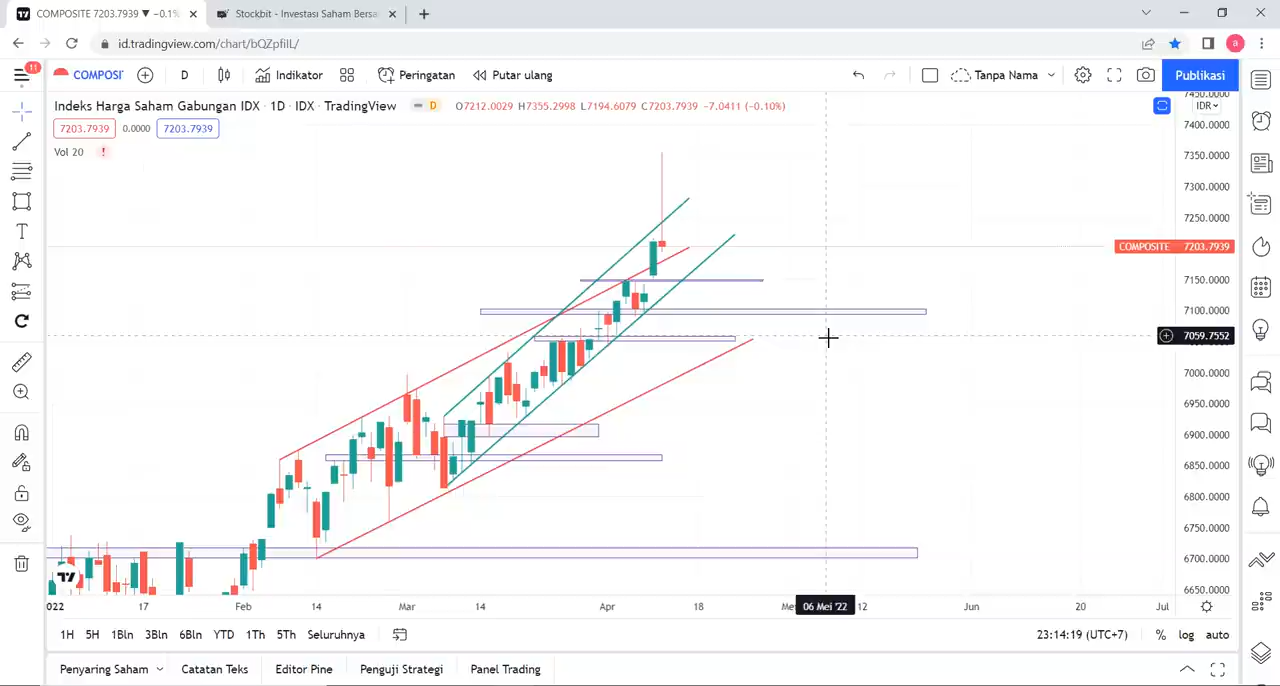 COMPOSITE 7203.7939 ▼ −0.1%
Stockbit - Investasi Saham Bersa
id.tradingview.com/chart/bQZpfiIL/
a
11
COMPOSI
D
Indikator
Peringatan
Putar ulang
Tanpa Nama
Publikasi
Indeks Harga Saham Gabungan IDX · 1D · IDX · TradingView
D
O7212.0029 H7355.2998 L7194.6079 C7203.7939 −7.0411 (−0.10%)
7203.7939
0.0000
7203.7939
Vol 20
!
7450.0000
IDR
7400.0000
7350.0000
7300.0000
7250.0000
COMPOSITE 7203.7939
7150.0000
7100.0000
7059.7552
7000.0000
6950.0000
6900.0000
6850.0000
6800.0000
6750.0000
6700.0000
6650.0000
022
17
Feb
14
Mar
14
Apr
18
06 Mei '22
12
Jun
20
Jul
1H
5H
1Bln
3Bln
6Bln
YTD
1Th
5Th
Seluruhnya
23:14:19 (UTC+7)
%
log
auto
Penyaring Saham
Catatan Teks
Editor Pine
Penguji Strategi
Panel Trading